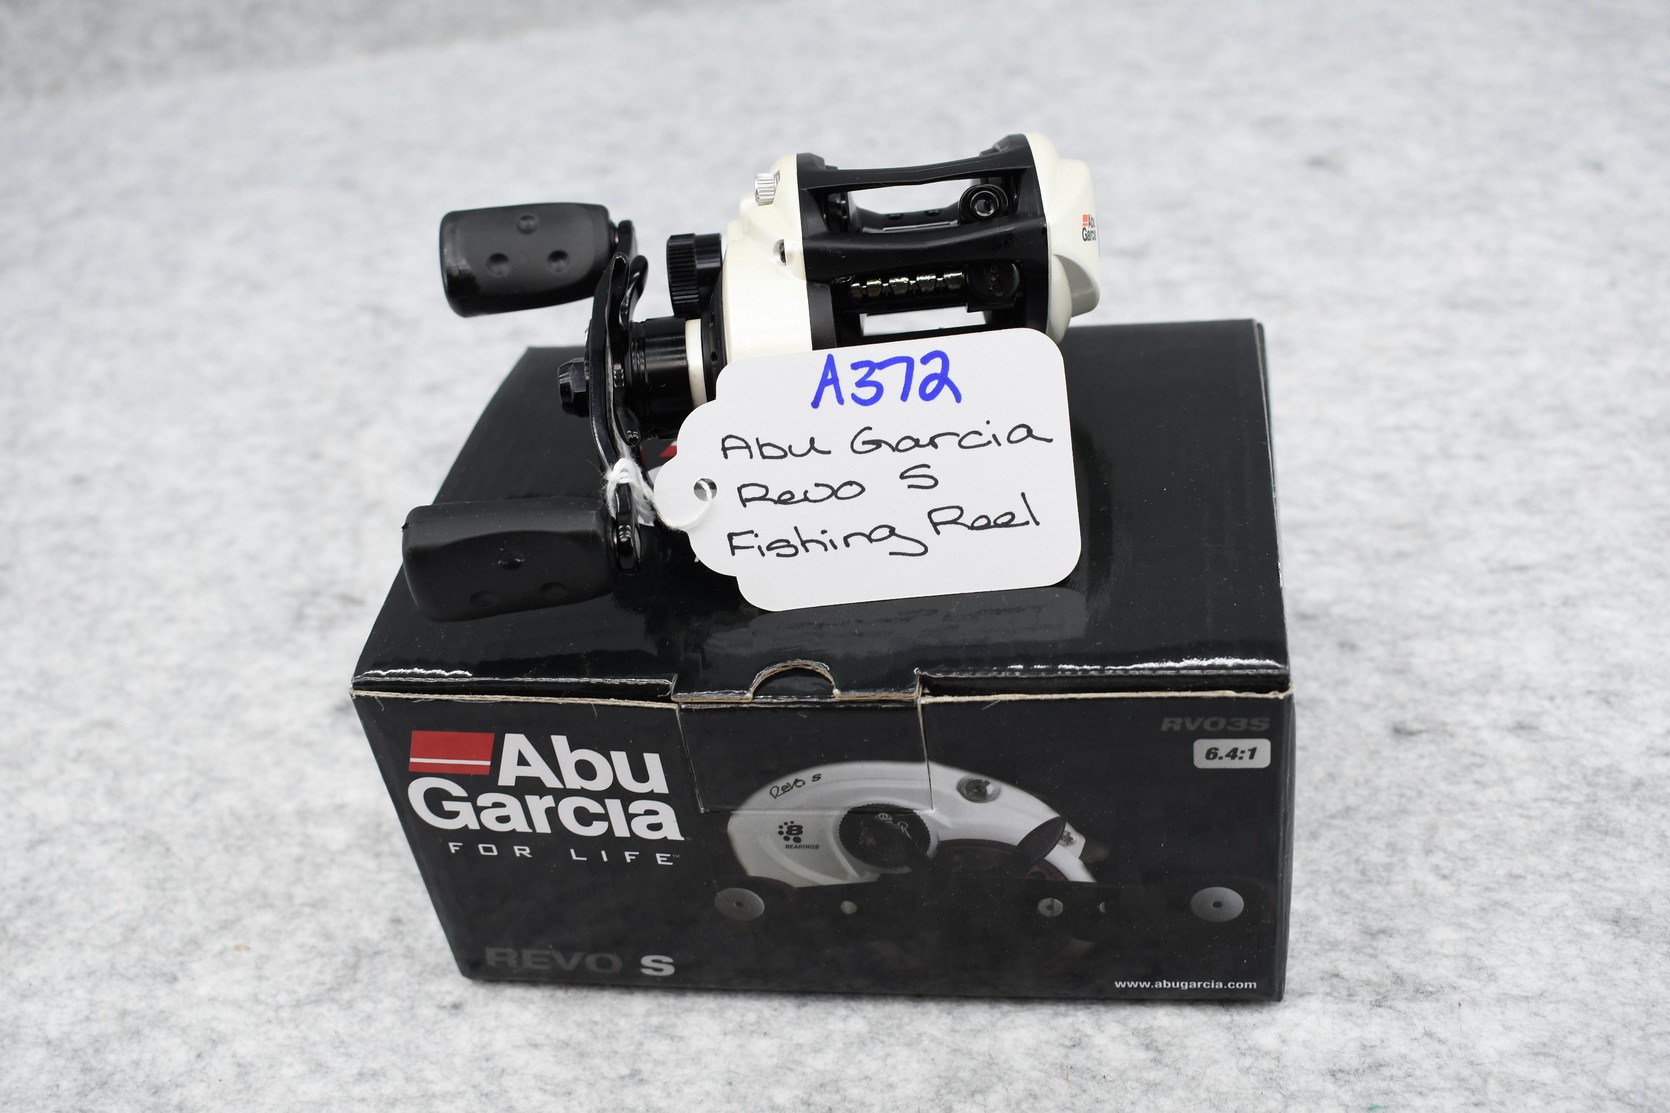 Abu
Garcia
A372
Abu Garcia
Revo S
Fishing Reel
Abu
Garcia
FOR LIFE™
REVO S
RVO3S
6.4:1
REVO S
8
BEARINGS
www.abugarcia.com